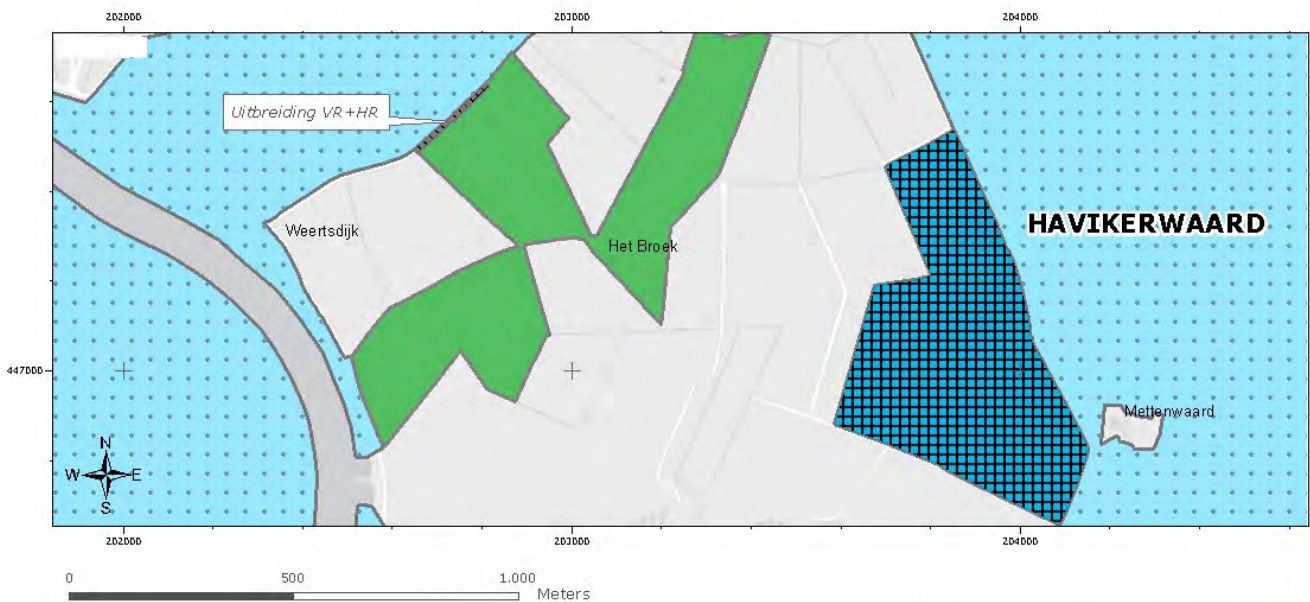 202000 203000 204000
Uitbreiding VR+HR
Weertsdijk
Het Broek
HAVIKERWAARD
447000
Mettenwaard
N
W E
S
202000 203000 204000
0 500 1.000
Meters